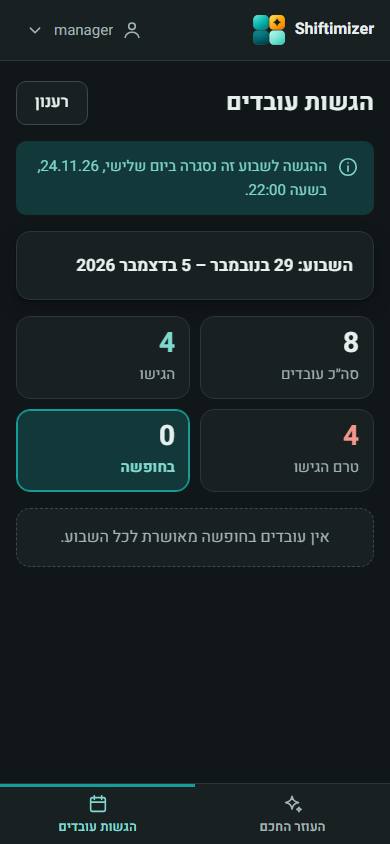 Shiftimizer
manager
הגשות עובדים
רענון
ההגשה לשבוע זה נסגרה ביום שלישי, 24.11.26,
בשעה 22:00.
השבוע: 29 בנובמבר – 5 בדצמבר 2026
8
סה״כ עובדים
4
הגישו
4
טרם הגישו
0
בחופשה
אין עובדים בחופשה מאושרת לכל השבוע.
העוזר החכם
הגשות עובדים